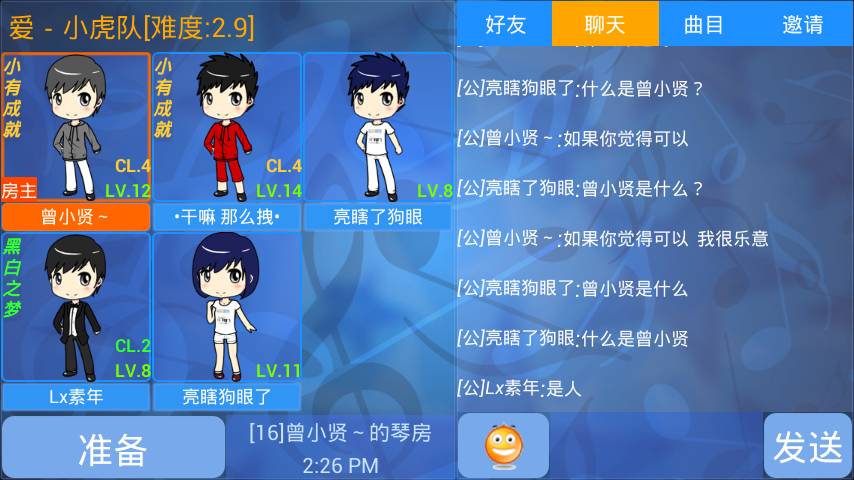 爱 - 小虎队[难度:2.9]
小有成就
CL.4
房主
LV.12
曾小贤～
小有成就
CL.4
LV.14
•干嘛 那么拽•
LV.8
亮瞎了狗眼
黑白之梦
CL.2
LV.8
Lx素年
LV.11
亮瞎狗眼了
准备
[16]曾小贤～的琴房
2:26 PM
好友
聊天
曲目
邀请
[公]亮瞎狗眼了:什么是曾小贤？
[公]曾小贤～:如果你觉得可以
[公]亮瞎了狗眼:曾小贤是什么？
[公]曾小贤～:如果你觉得可以 我很乐意
[公]亮瞎狗眼了:曾小贤是什么
[公]亮瞎了狗眼:什么是曾小贤
[公]Lx素年:是人
发送